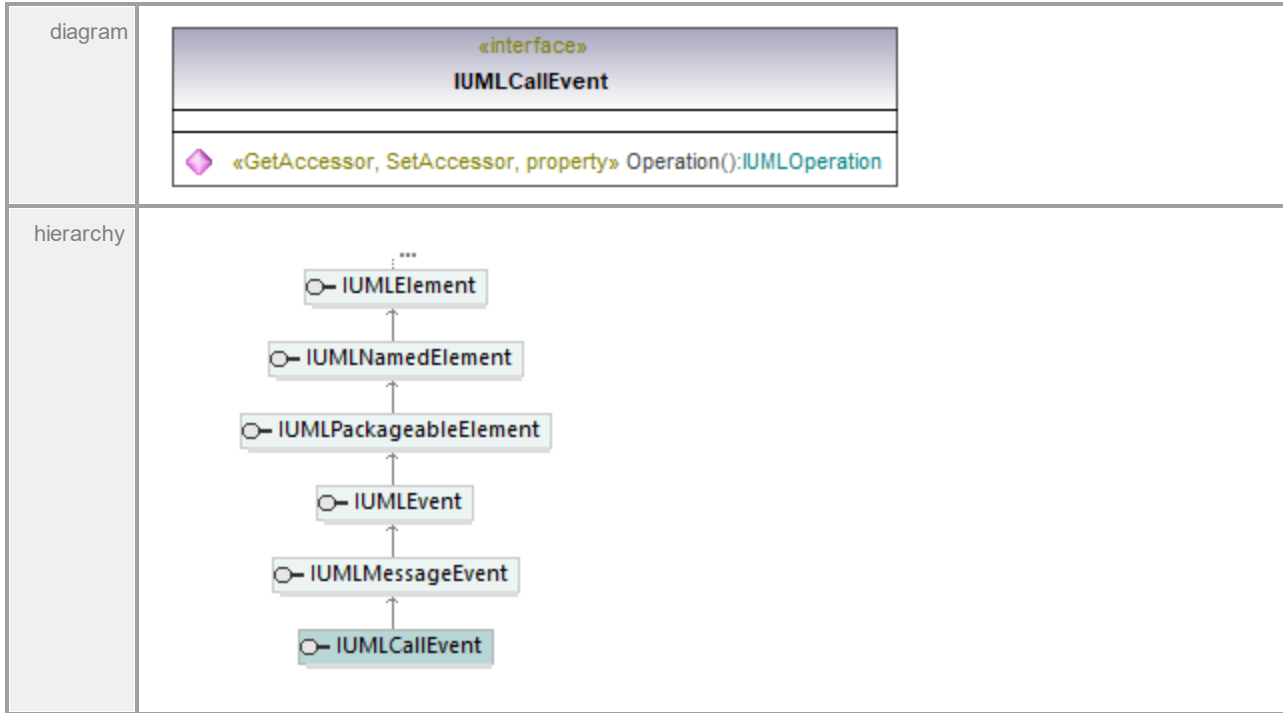 diagram
«interface»
IUMLCallEvent
«GetAccessor, SetAccessor, property» Operation():IUMLOperation
hierarchy
...
IUMLElement
IUMLNamedElement
IUMLPackageableElement
IUMLEvent
IUMLMessageEvent
IUMLCallEvent